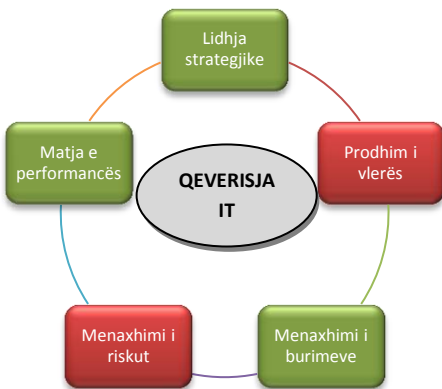 Lidhja
strategjike
Matja e
performancës
Prodhim i
vlerës
QEVERISJA
IT
Menaxhimi i
riskut
Menaxhimi i
burimeve